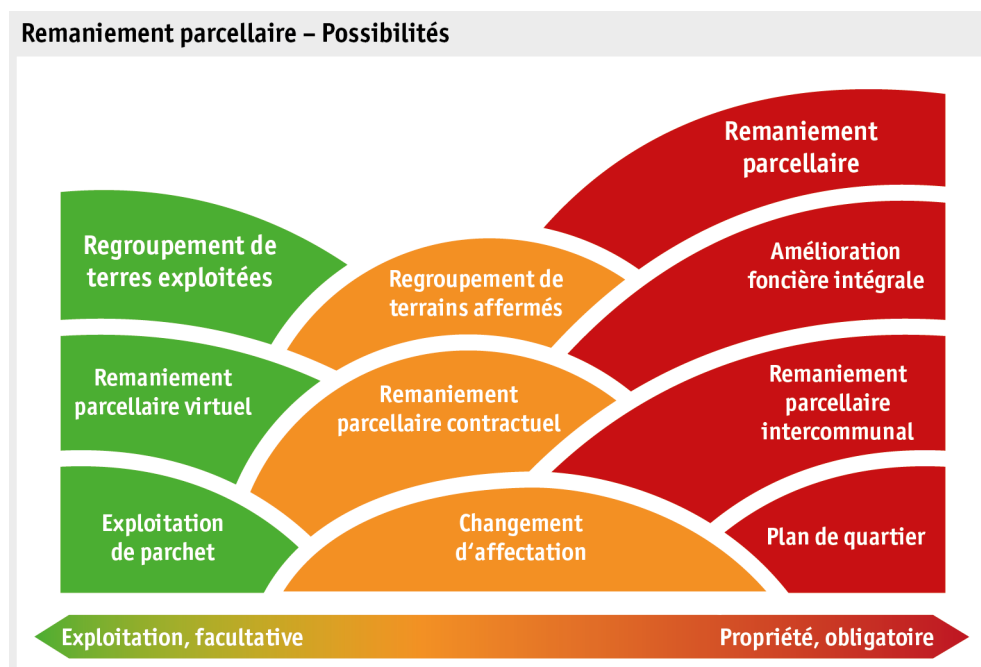 Remaniement parcellaire – Possibilités
Remaniement
parcellaire
Regroupement de
terres exploitées
Regroupement de
terrains affermés
Amélioration
foncière intégrale
Remaniement
parcellaire virtuel
Remaniement
parcellaire contractuel
Remaniement
parcellaire
intercommunal
Exploitation
de parchet
Changement
d‘affectation
Plan de quartier
Exploitation, facultative
Propriété, obligatoire